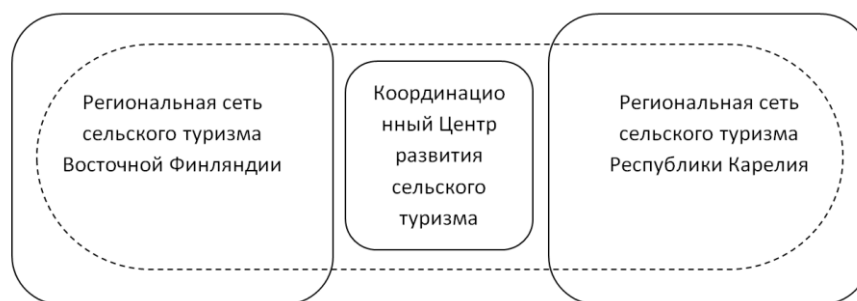 Региональная сеть
сельского туризма
Восточной Финляндии
Координацио
нный Центр
развития
сельского
туризма
Региональная сеть
сельского туризма
Республики Карелия